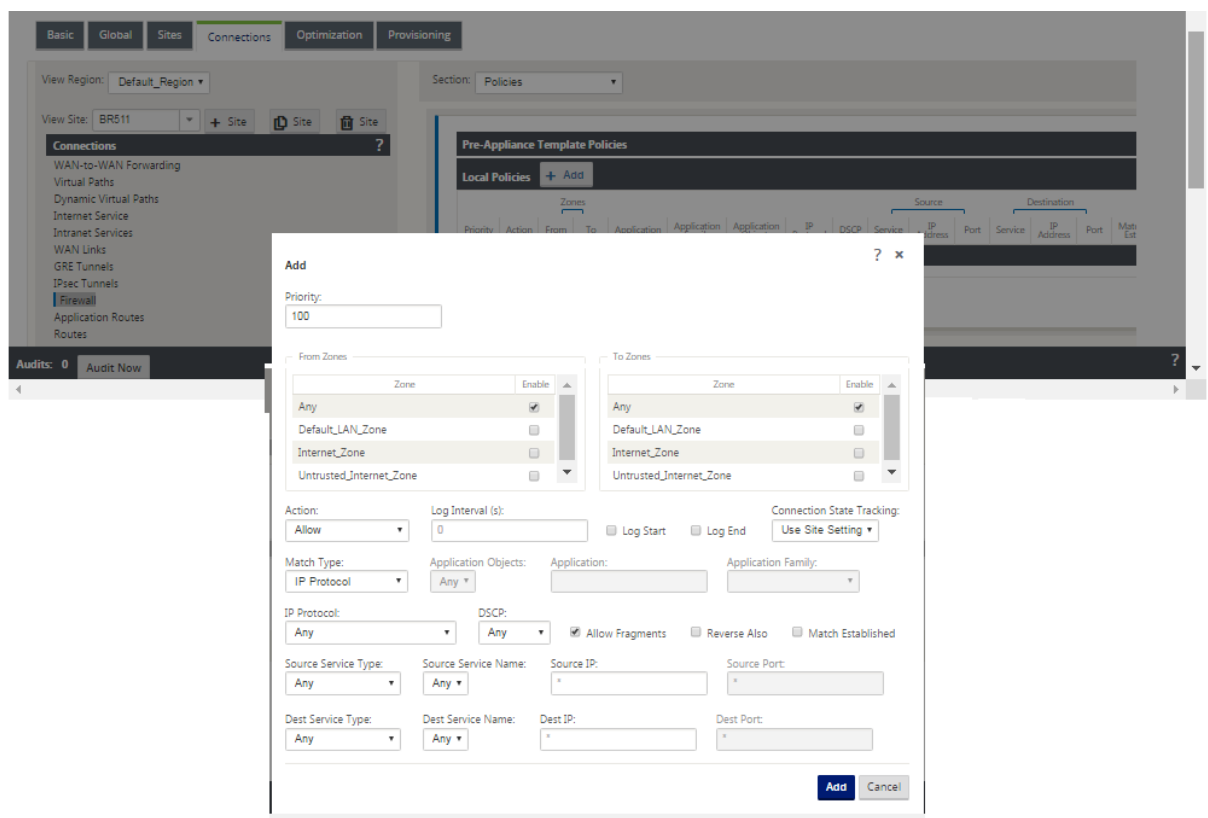 Basic Global Sites Connections Optimization Provisioning
View Region: Default_Region
Section: Policies
View Site: BR511 + Site Site Site
Connections ?
WAN-to-WAN Forwarding
Virtual Paths
Dynamic Virtual Paths
Internet Service
Intranet Services
WAN Links
GRE Tunnels
IPsec Tunnels
Firewall
Application Routes
Routes
Pre-Appliance Template Policies
Local Policies + Add
Zones Source Destination
Priority Action From To Application Application Application IP DSCP Service IP Port Service IP Address Port
Audits: 0 Audit Now ?
Add ? ×
Priority:
100
From Zones
Zone Enable
Any
Default_LAN_Zone
Internet_Zone
Untrusted_Internet_Zone
To Zones
Zone Enable
Any
Default_LAN_Zone
Internet_Zone
Untrusted_Internet_Zone
Action: Log Interval (s): Connection State Tracking:
Allow 0 Log Start Log End Use Site Setting
Match Type: Application Objects: Application: Application Family:
IP Protocol Any
IP Protocol: DSCP:
Any Any Allow Fragments Reverse Also Match Established
Source Service Type: Source Service Name: Source IP: Source Port:
Any Any * *
Dest Service Type: Dest Service Name: Dest IP: Dest Port:
Any Any * *
Add Cancel